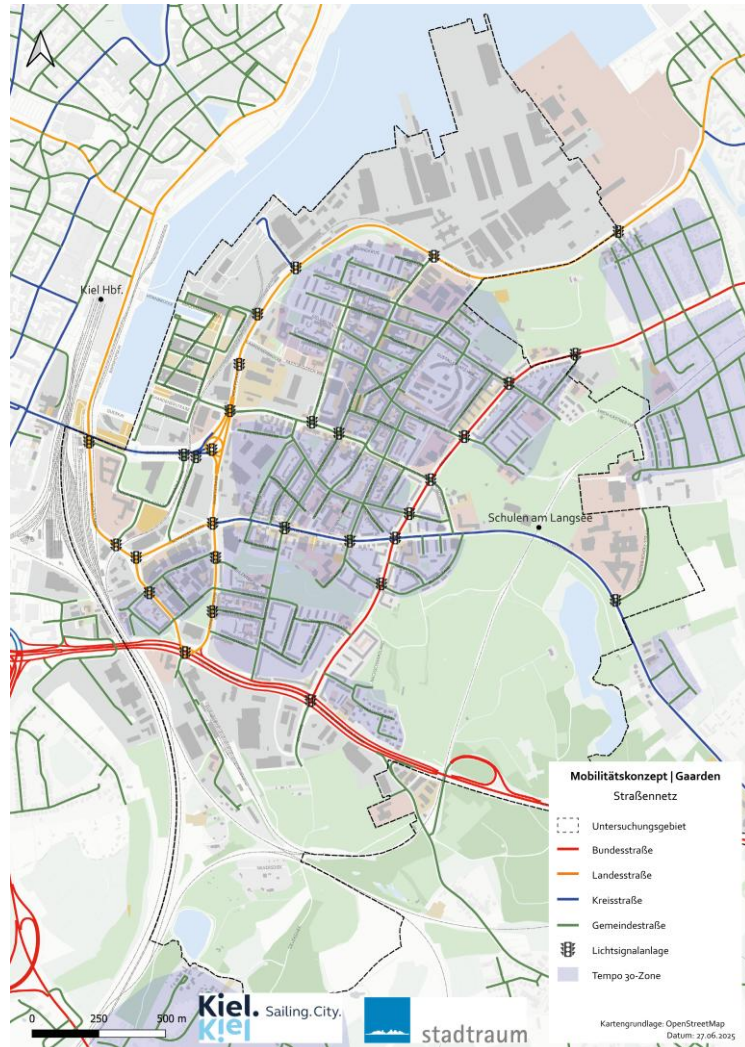 Kiel Hbf.
Schulen am Langsee
Mobilitätskonzept | Gaarden
Straßennetz
Untersuchungsgebiet
Bundesstraße
Landesstraße
Kreisstraße
Gemeindestraße
Lichtsignalanlage
Tempo 30-Zone
Kartengrundlage: OpenStreetMap
Datum: 27.06.2025
0 250 500 m
Kiel. Sailing.City.
Kiel
stadtraum